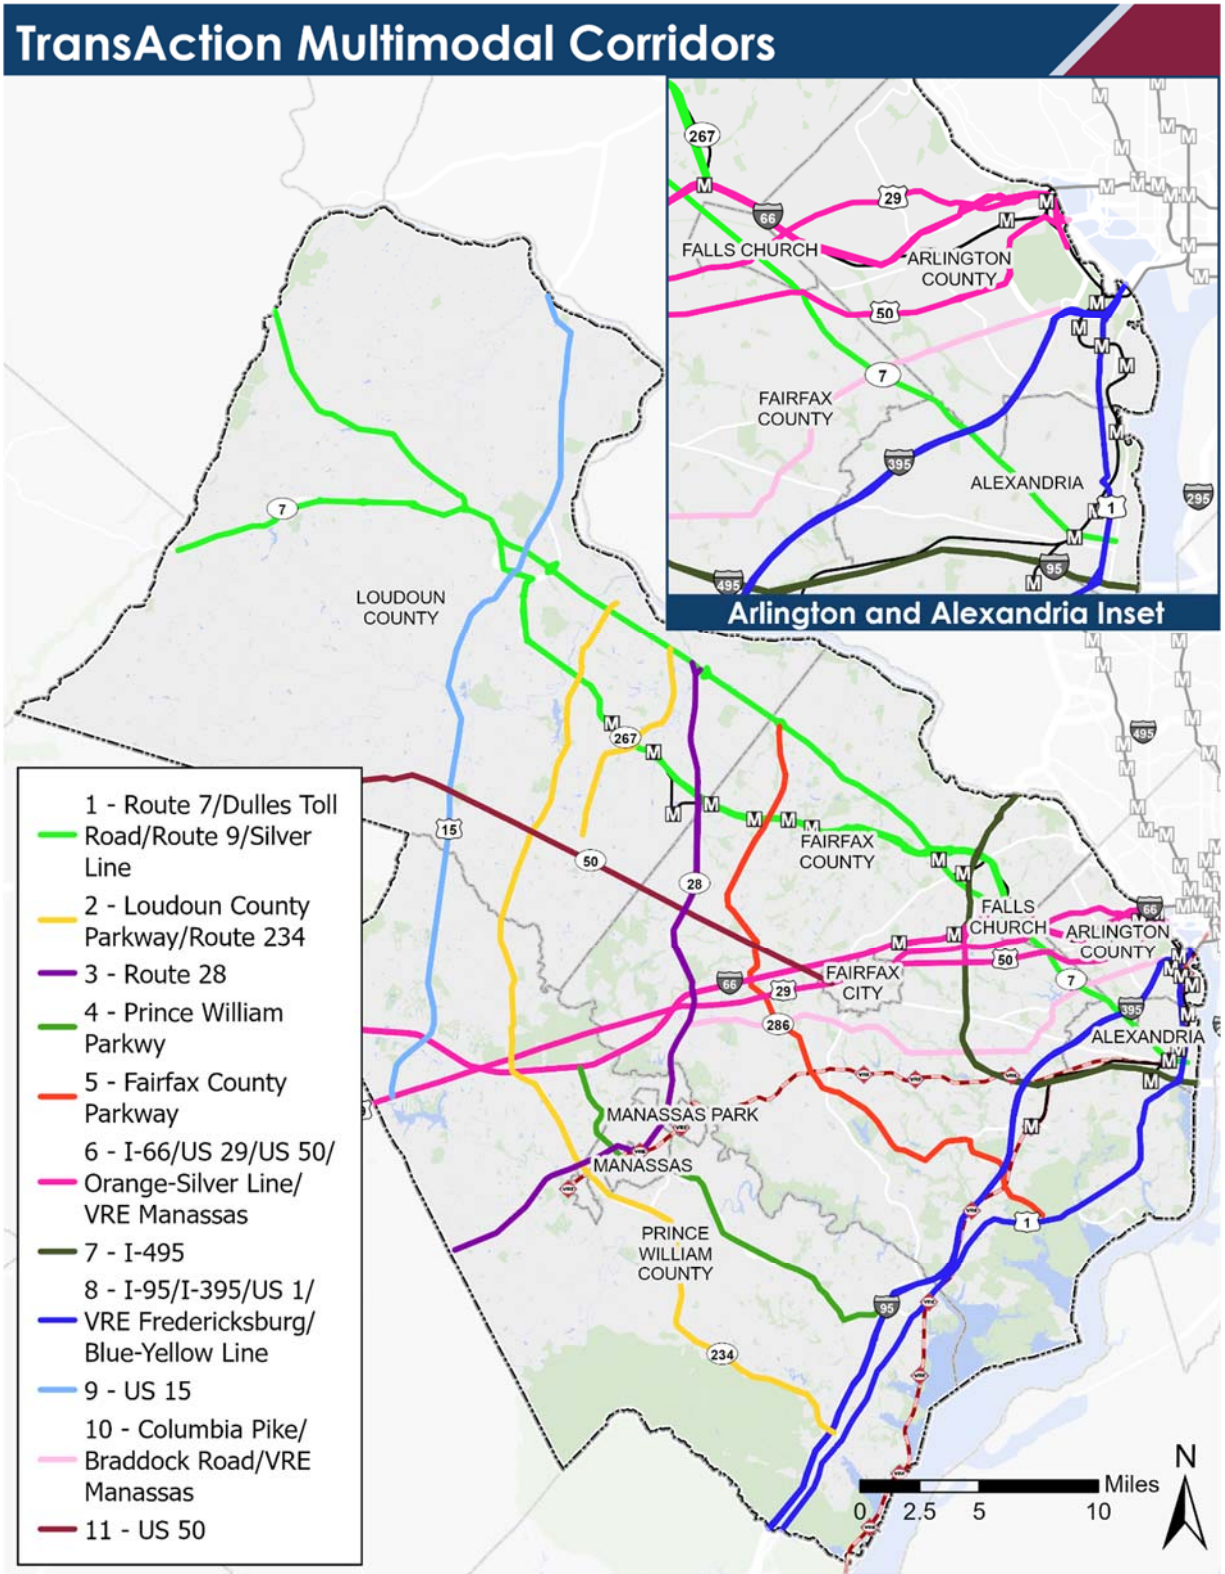 TransAction Multimodal Corridors
267
66
29
FALLS CHURCH
ARLINGTON
COUNTY
50
7
FAIRFAX
COUNTY
395
ALEXANDRIA
1
295
95
495
Arlington and Alexandria Inset
7
LOUDOUN
COUNTY
267
495
15
50
28
FAIRFAX
COUNTY
FALLS
CHURCH
66
ARLINGTON
COUNTY
50
7
66
29
FAIRFAX
CITY
286
395
ALEXANDRIA
MANASSAS PARK
MANASSAS
PRINCE
WILLIAM
COUNTY
1
95
234
1 - Route 7/Dulles Toll
Road/Route 9/Silver
Line
2 - Loudoun County
Parkway/Route 234
3 - Route 28
4 - Prince William
Parkwy
5 - Fairfax County
Parkway
6 - I-66/US 29/US 50/
Orange-Silver Line/
VRE Manassas
7 - I-495
8 - I-95/I-395/US 1/
VRE Fredericksburg/
Blue-Yellow Line
9 - US 15
10 - Columbia Pike/
Braddock Road/VRE
Manassas
11 - US 50
N
Miles
0 2.5 5 10